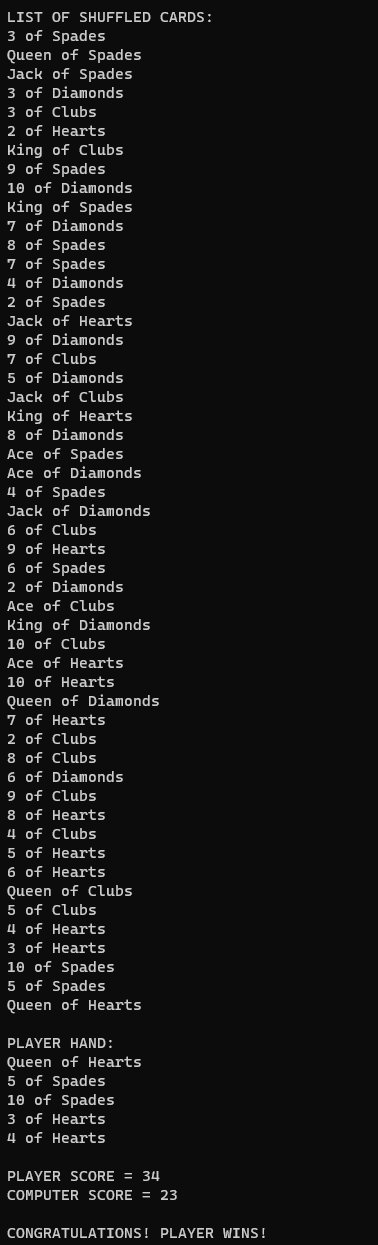 LIST OF SHUFFLED CARDS:
3 of Spades
Queen of Spades
Jack of Spades
3 of Diamonds
3 of Clubs
2 of Hearts
King of Clubs
9 of Spades
10 of Diamonds
King of Spades
7 of Diamonds
8 of Spades
7 of Spades
4 of Diamonds
2 of Spades
Jack of Hearts
9 of Diamonds
7 of Clubs
5 of Diamonds
Jack of Clubs
King of Hearts
8 of Diamonds
Ace of Spades
Ace of Diamonds
4 of Spades
Jack of Diamonds
6 of Clubs
9 of Hearts
6 of Spades
2 of Diamonds
Ace of Clubs
King of Diamonds
10 of Clubs
Ace of Hearts
10 of Hearts
Queen of Diamonds
7 of Hearts
2 of Clubs
8 of Clubs
6 of Diamonds
9 of Clubs
8 of Hearts
4 of Clubs
5 of Hearts
6 of Hearts
Queen of Clubs
5 of Clubs
4 of Hearts
3 of Hearts
10 of Spades
5 of Spades
Queen of Hearts
PLAYER HAND:
Queen of Hearts
5 of Spades
10 of Spades
3 of Hearts
4 of Hearts
PLAYER SCORE = 34
COMPUTER SCORE = 23
CONGRATULATIONS! PLAYER WINS!